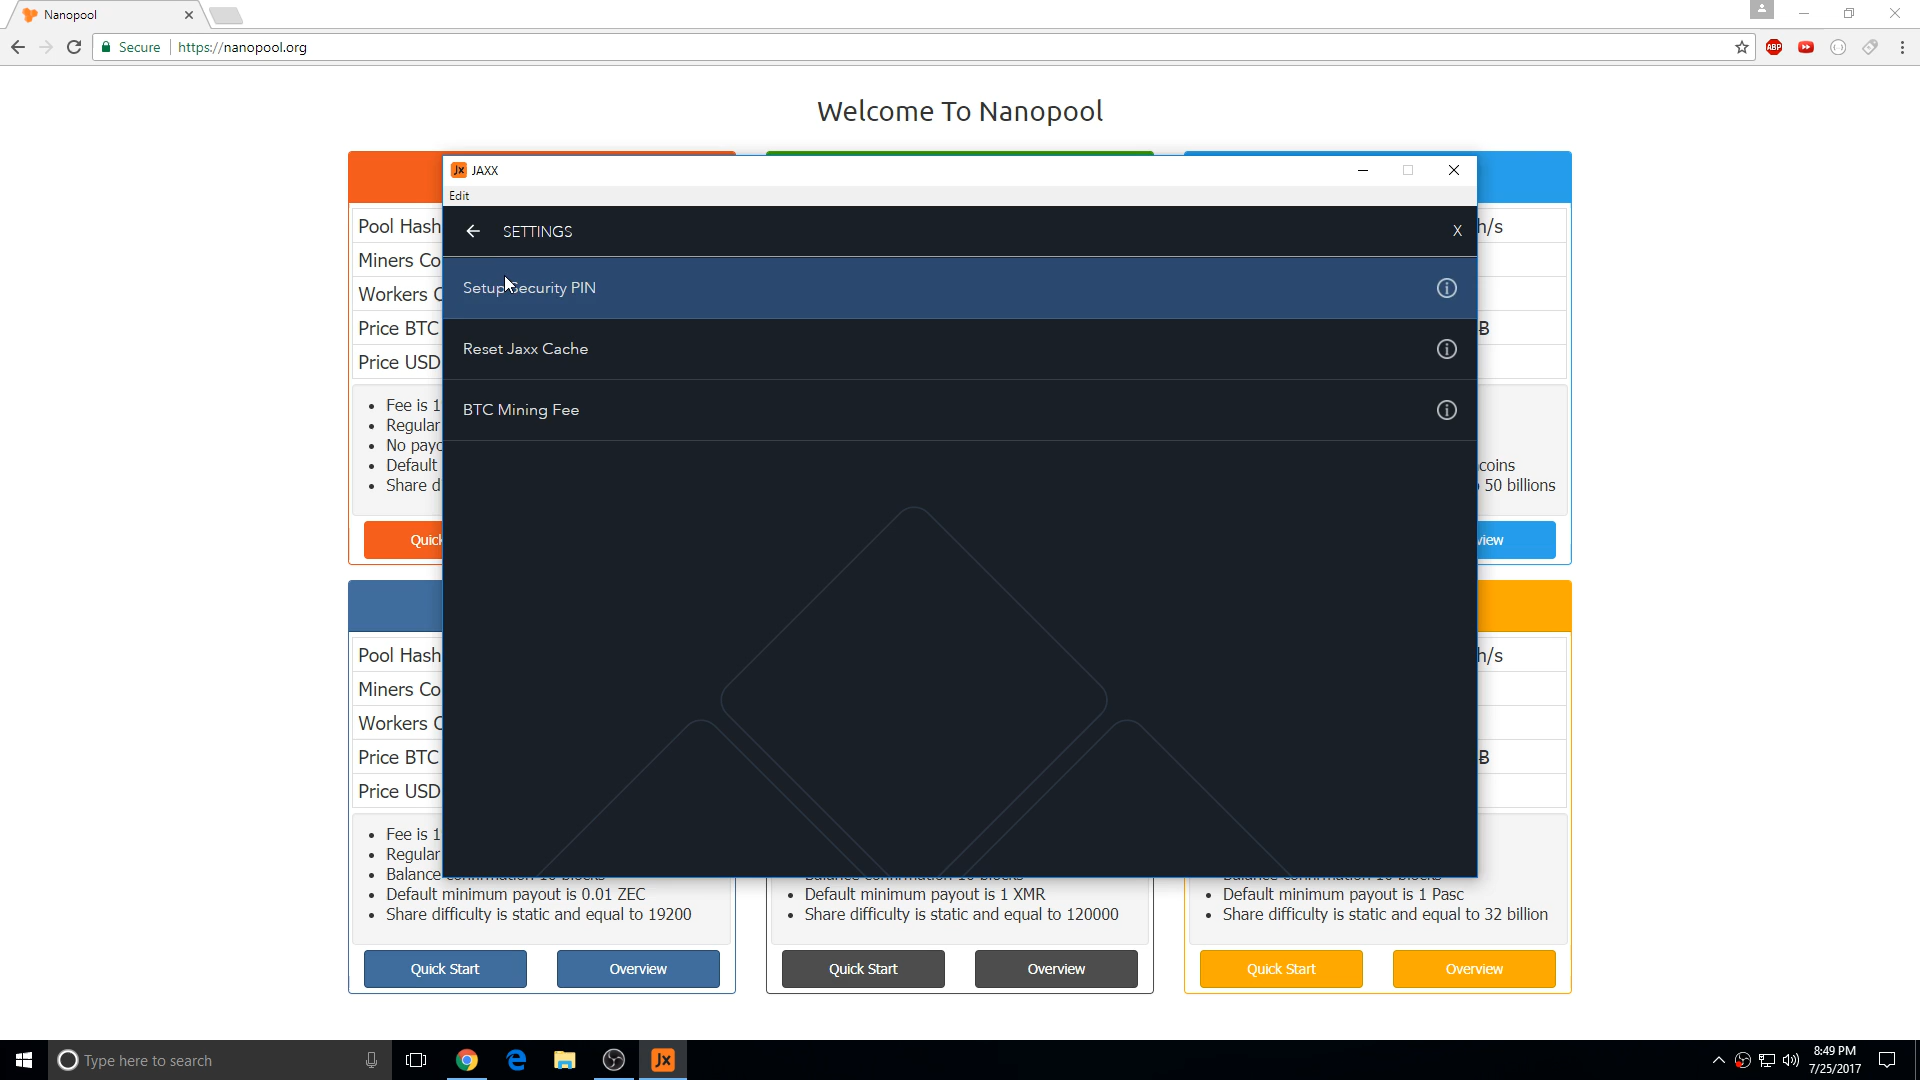 Nanopool
Secure
https://nanopool.org
ABP
Welcome To Nanopool
Jx JAXX
Edit
SETTINGS
X
Setup Security PIN
Reset Jaxx Cache
BTC Mining Fee
Pool Hash
Miners Co
Workers C
Price BTC
Price USD
Fee is 1
Regular
No payo
Default
Share d
Quick
h/s
B
coins
50 billions
view
Pool Hash
Miners Co
Workers C
Price BTC
Price USD
Fee is 1
Regular
Balance
Default minimum payout is 0.01 ZEC
Share difficulty is static and equal to 19200
Quick Start
Overview
Default minimum payout is 1 XMR
Share difficulty is static and equal to 120000
Quick Start
Overview
h/s
B
Default minimum payout is 1 Pasc
Share difficulty is static and equal to 32 billion
Quick Start
Overview
Type here to search
Jx
8:49 PM
7/25/2017